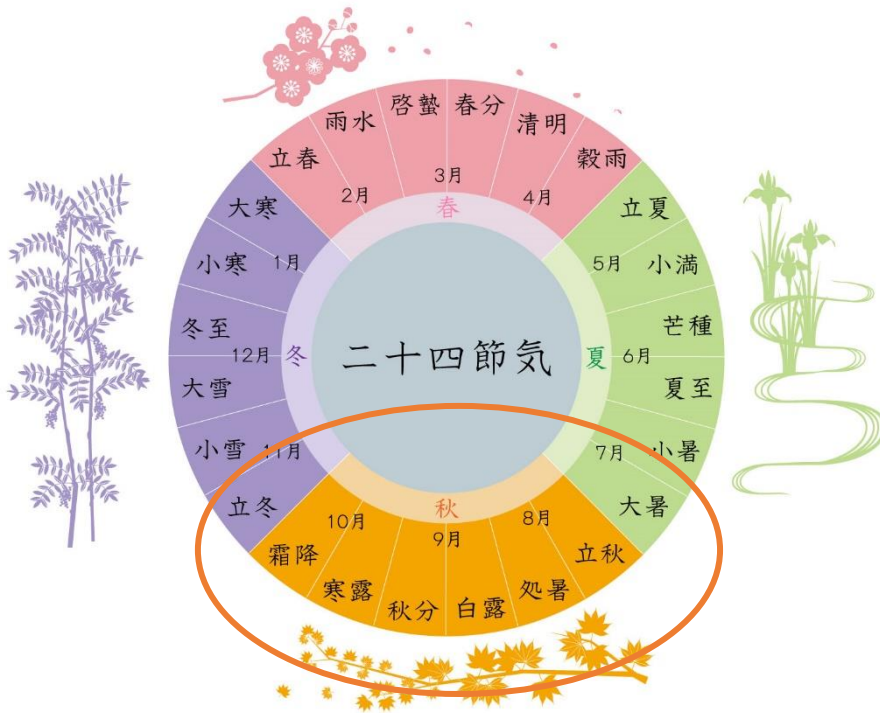 二十四節気
春
立春
雨水
啓蟄
春分
清明
穀雨
2月
3月
4月
夏
立夏
小満
芒種
夏至
小暑
大暑
5月
6月
7月
秋
立秋
処暑
白露
秋分
寒露
霜降
8月
9月
10月
冬
立冬
小雪
大雪
冬至
小寒
大寒
11月
12月
1月